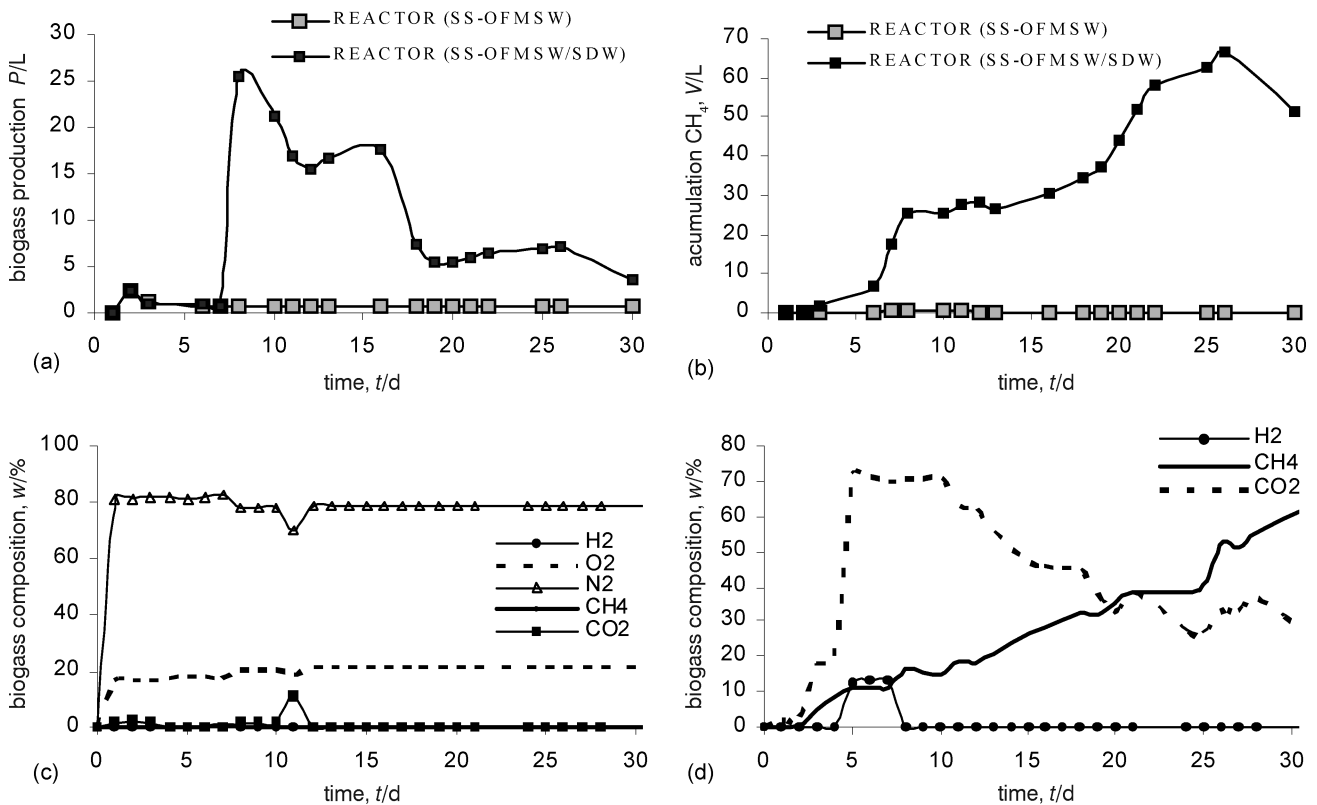 REACTOR (SS-OFMSW)
REACTOR (SS-OFMSW/SDW)
biogass production P/L
30
25
20
15
10
5
0
0 5 10 15 20 25 30
time, t/d
(a)
REACTOR (SS-OFMSW)
REACTOR (SS-OFMSW/SDW)
acumulation CH4, V/L
70
60
50
40
30
20
10
0
0 5 10 15 20 25 30
time, t/d
(b)
biogass composition, w/%
100
80
60
40
20
0
H2
O2
N2
CH4
CO2
0 5 10 15 20 25 30
time, t/d
(c)
biogass composition, w/%
80
70
60
50
40
30
20
10
0
H2
CH4
CO2
0 5 10 15 20 25 30
time, t/d
(d)